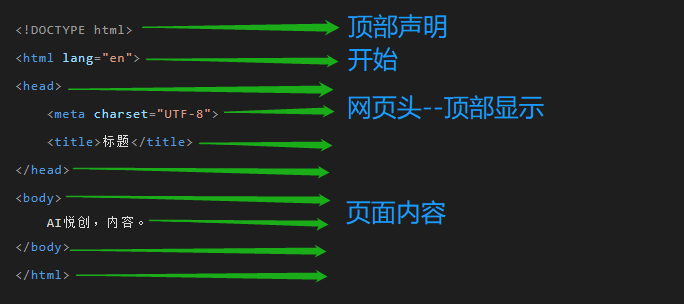 <!DOCTYPE html> 顶部声明
<html lang="en"> 开始
<head>
<meta charset="UTF-8"> 网页头--顶部显示
<title>标题</title>
</head>
<body>
AI悦创，内容。 页面内容
</body>
</html>